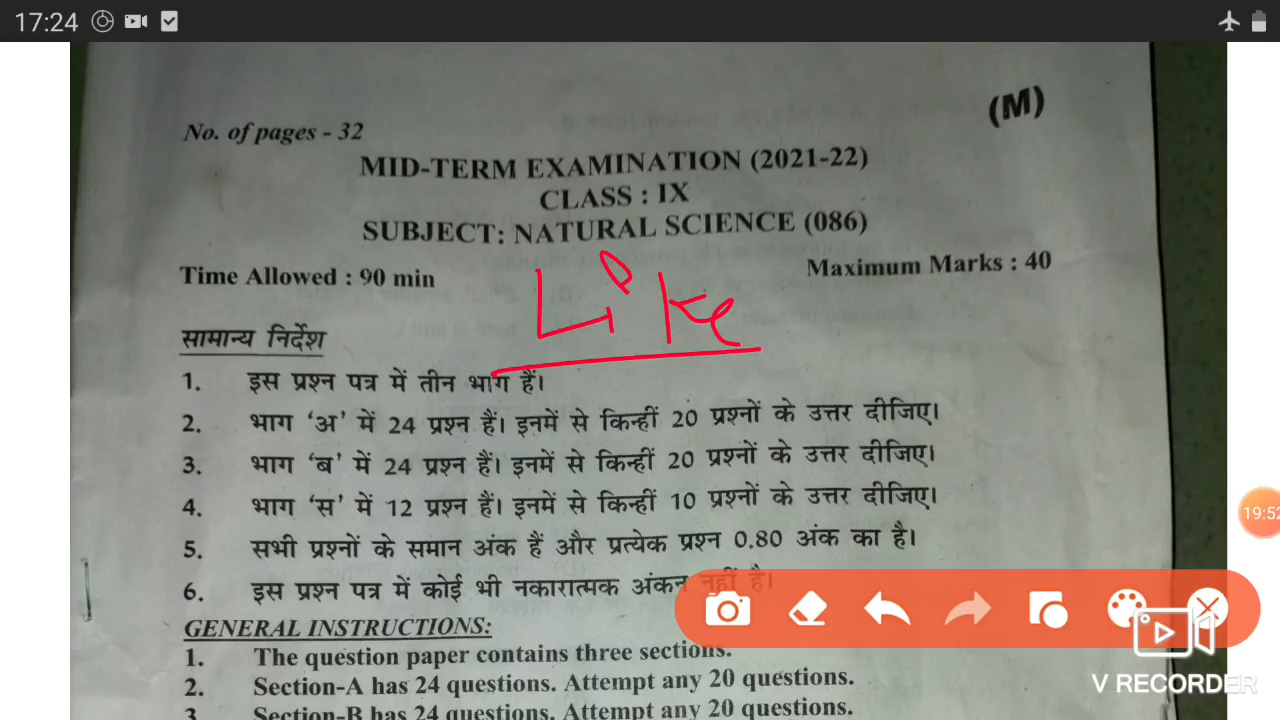 17:24
(M)
No. of pages - 32
MID-TERM EXAMINATION (2021-22)
CLASS : IX
SUBJECT: NATURAL SCIENCE (086)
Time Allowed : 90 min Maximum Marks : 40
Like
सामान्य निर्देश
1. इस प्रश्न पत्र में तीन भाग हैं।
2. भाग ‘अ’ में 24 प्रश्न हैं। इनमें से किन्हीं 20 प्रश्नों के उत्तर दीजिए।
3. भाग ‘ब’ में 24 प्रश्न हैं। इनमें से किन्हीं 20 प्रश्नों के उत्तर दीजिए।
4. भाग ‘स’ में 12 प्रश्न हैं। इनमें से किन्हीं 10 प्रश्नों के उत्तर दीजिए।
5. सभी प्रश्नों के समान अंक हैं और प्रत्येक प्रश्न 0.80 अंक का है।
19:52
6. इस प्रश्न पत्र में कोई भी नकारात्मक अंकन नहीं है।
GENERAL INSTRUCTIONS:
1. The question paper contains three sections.
2. Section-A has 24 questions. Attempt any 20 questions.
V RECORDER
3. Section-B has 24 questions. Attempt any 20 questions.